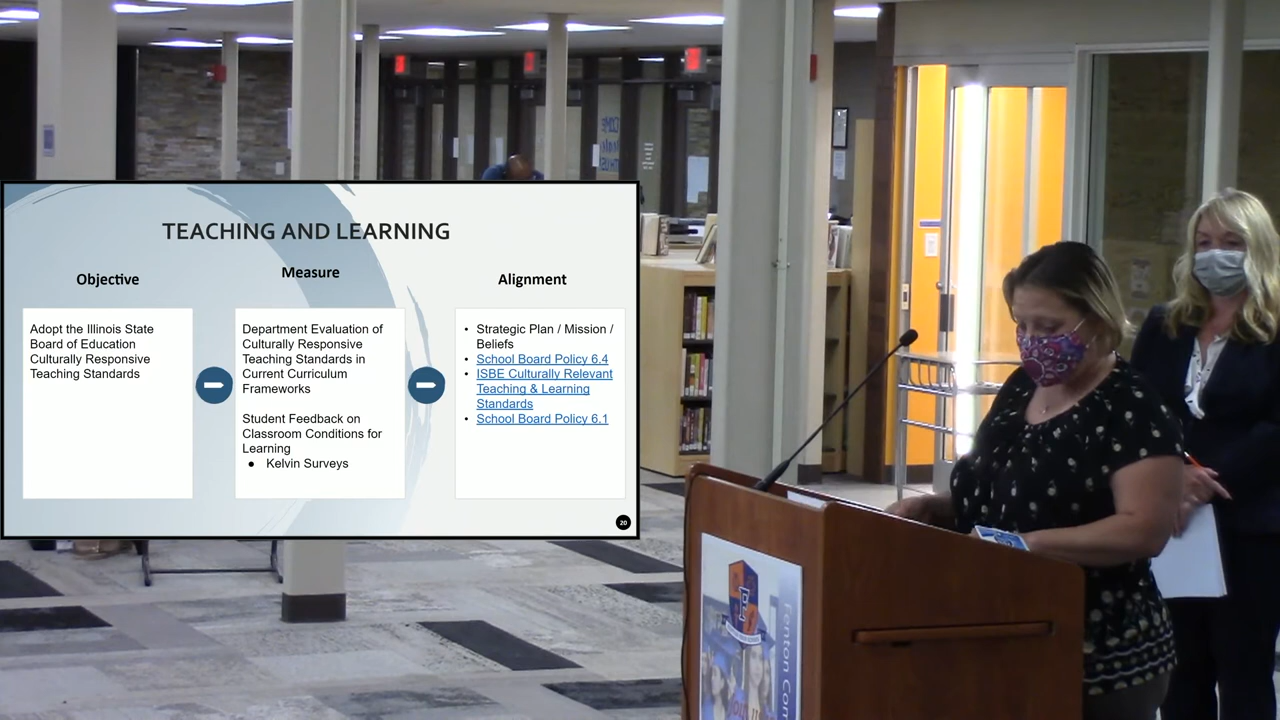 TEACHING AND LEARNING
Objective
Measure
Alignment
Adopt the Illinois State
Board of Education
Culturally Responsive
Teaching Standards
Department Evaluation of
Culturally Responsive
Teaching Standards in
Current Curriculum
Frameworks
Student Feedback on
Classroom Conditions for
Learning
● Kelvin Surveys
• Strategic Plan / Mission /
Beliefs
• School Board Policy 6.4
• ISBE Culturally Relevant
Teaching & Learning
Standards
• School Board Policy 6.1
20
E
Fenton Com